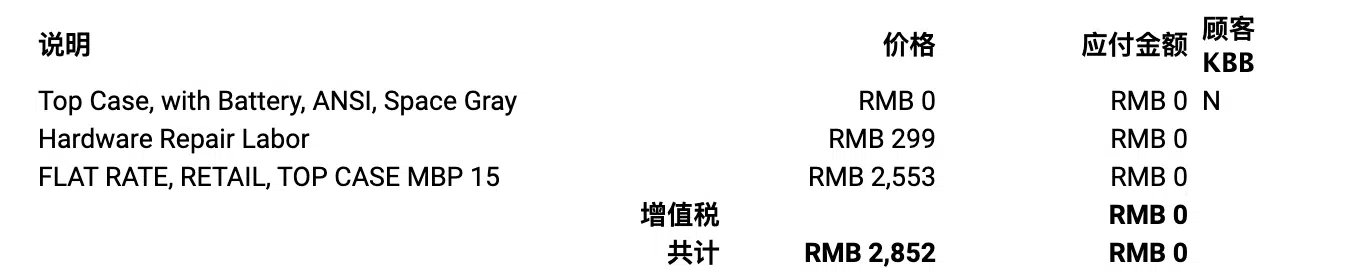 说明 价格 应付金额 顾客 KBB
Top Case, with Battery, ANSI, Space Gray RMB 0 RMB 0 N
Hardware Repair Labor RMB 299 RMB 0
FLAT RATE, RETAIL, TOP CASE MBP 15 RMB 2,553 RMB 0
增值税 RMB 0
共计 RMB 2,852 RMB 0